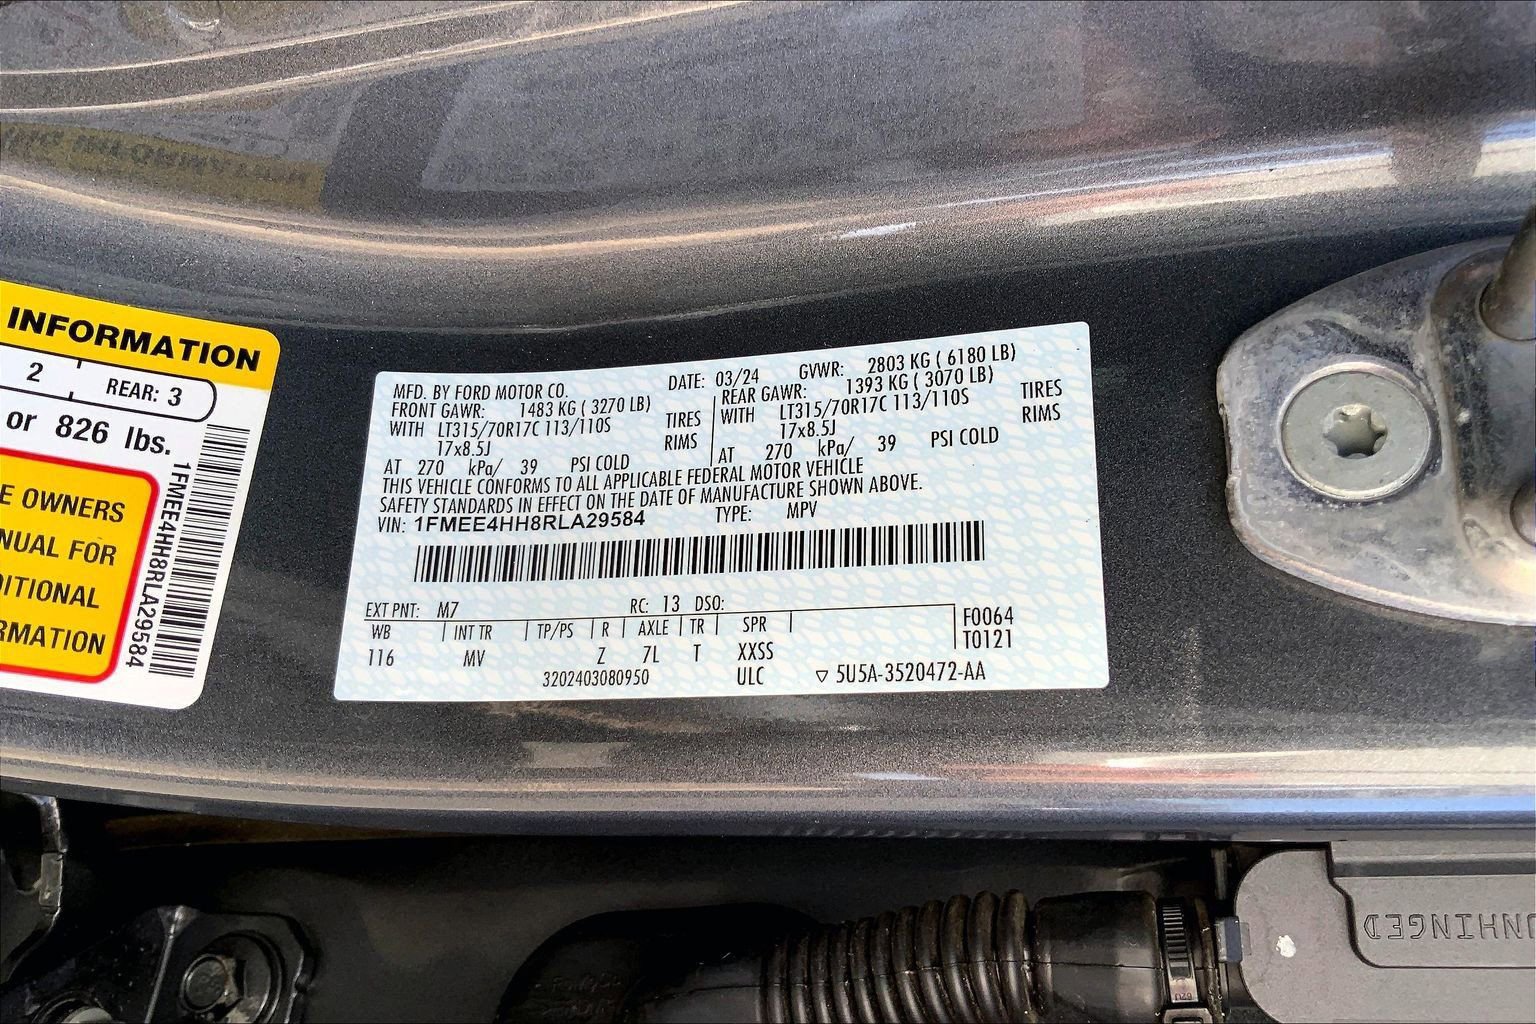 INFORMATION
2 REAR: 3
or 826 lbs.
E OWNERS
NUAL FOR
DITIONAL
RMATION
1FMEE4HH8RLA29584
MFD. BY FORD MOTOR CO. DATE: 03/24 GVWR: 2803 KG ( 6180 LB)
FRONT GAWR: 1483 KG ( 3270 LB) REAR GAWR: 1393 KG ( 3070 LB)
WITH LT315/70R17C 113/110S TIRES WITH LT315/70R17C 113/110S TIRES
17x8.5J RIMS 17x8.5J RIMS
AT 270 kPa/ 39 PSI COLD AT 270 kPa/ 39 PSI COLD
THIS VEHICLE CONFORMS TO ALL APPLICABLE FEDERAL MOTOR VEHICLE
SAFETY STANDARDS IN EFFECT ON THE DATE OF MANUFACTURE SHOWN ABOVE.
VIN: 1FMEE4HH8RLA29584 TYPE: MPV
EXT PNT: M7 RC: 13 DSO:
WB INT TR TP/PS R AXLE TR SPR F0064
116 MV Z 7L T XXSS T0121
3202403080950 ULC ▽ 5U5A-3520472-AA
UNHINGED